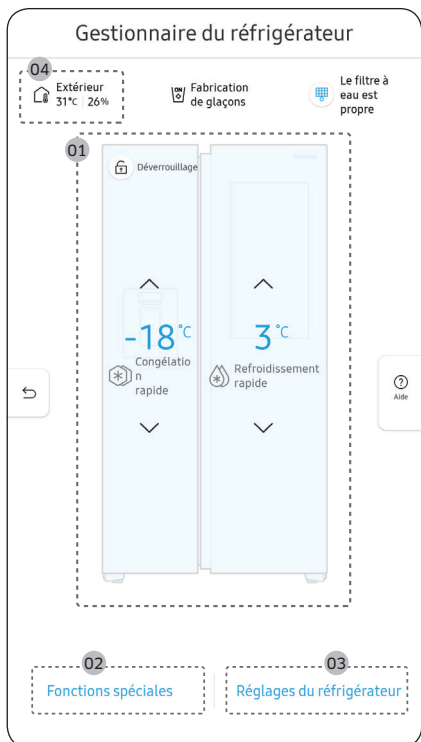 Gestionnaire du réfrigérateur
04
Extérieur
31°C | 26%
ON
Fabrication
de glaçons
Le filtre à
eau est
propre
01
Déverrouillage
-18°C
Congélatio
n
rapide
3°C
Refroidissement
rapide
?
Aide
02
Fonctions spéciales
03
Réglages du réfrigérateur